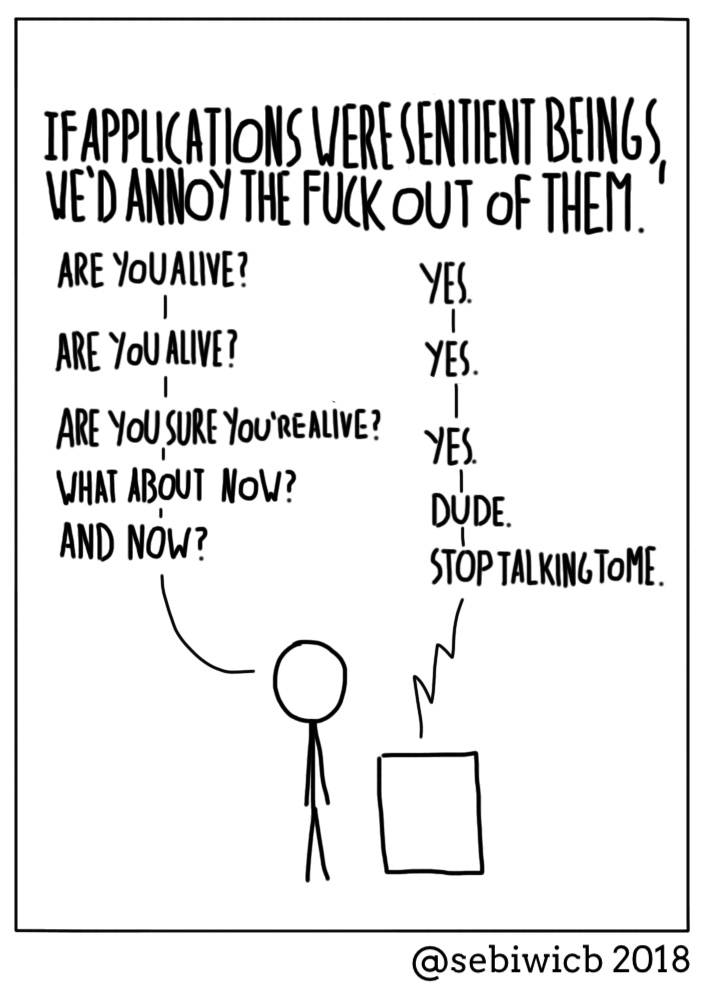 IF APPLICATIONS WERE SENTIENT BEINGS,
WE'D ANNOY THE FUCK OUT OF THEM.
ARE YOU ALIVE?
YES.
ARE YOU ALIVE?
YES.
ARE YOU SURE YOU'RE ALIVE?
YES.
WHAT ABOUT NOW?
DUDE.
AND NOW?
STOP TALKING TO ME.
@sebiwicb 2018